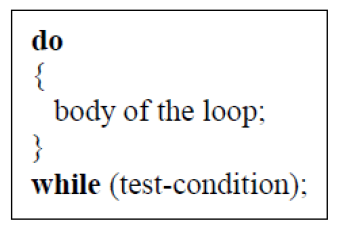 do
{
body of the loop;
}
while (test-condition);